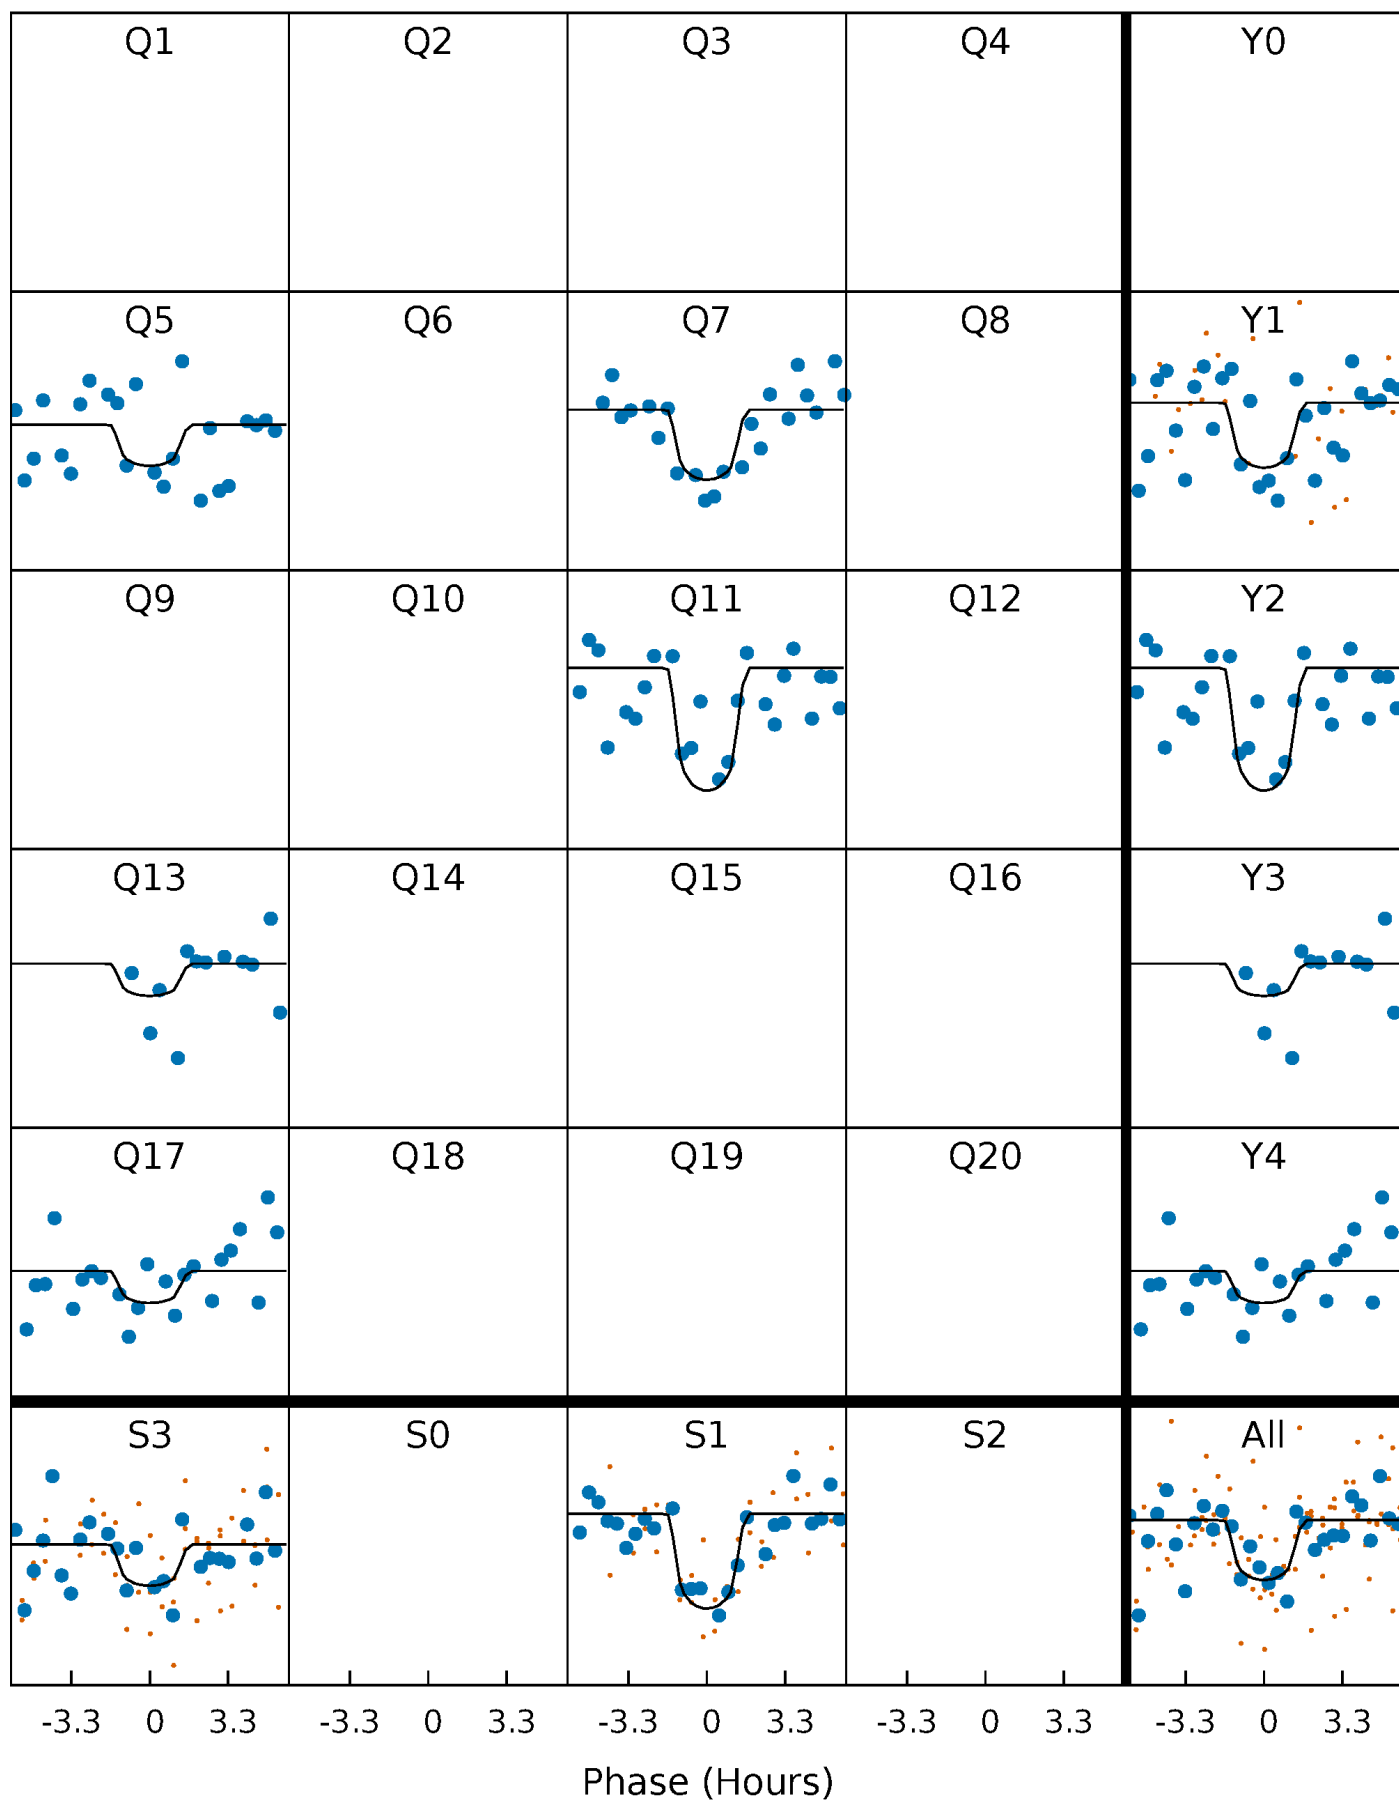 Q1 Q2 Q3 Q4 Y0
Q5 Q6 Q7 Q8 Y1
Q9 Q10 Q11 Q12 Y2
Q13 Q14 Q15 Q16 Y3
Q17 Q18 Q19 Q20 Y4
S3 S0 S1 S2 All
-3.3 0 3.3 -3.3 0 3.3 -3.3 0 3.3 -3.3 0 3.3 -3.3 0 3.3
Phase (Hours)